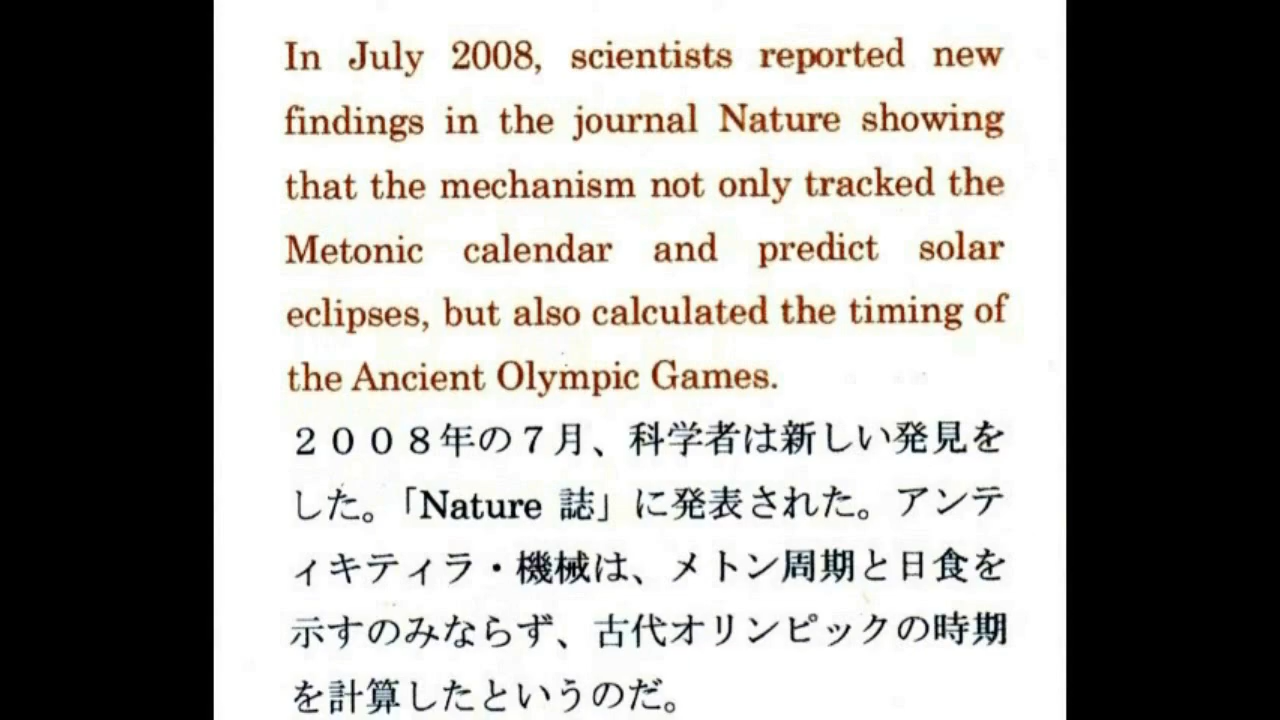 In July 2008, scientists reported new
findings in the journal Nature showing
that the mechanism not only tracked the
Metonic calendar and predict solar
eclipses, but also calculated the timing of
the Ancient Olympic Games.
２００８年の７月、科学者は新しい発見を
した。「Nature 誌」に発表された。アンテ
ィキティラ・機械は、メトン周期と日食を
示すのみならず、古代オリンピックの時期
を計算したというのだ。